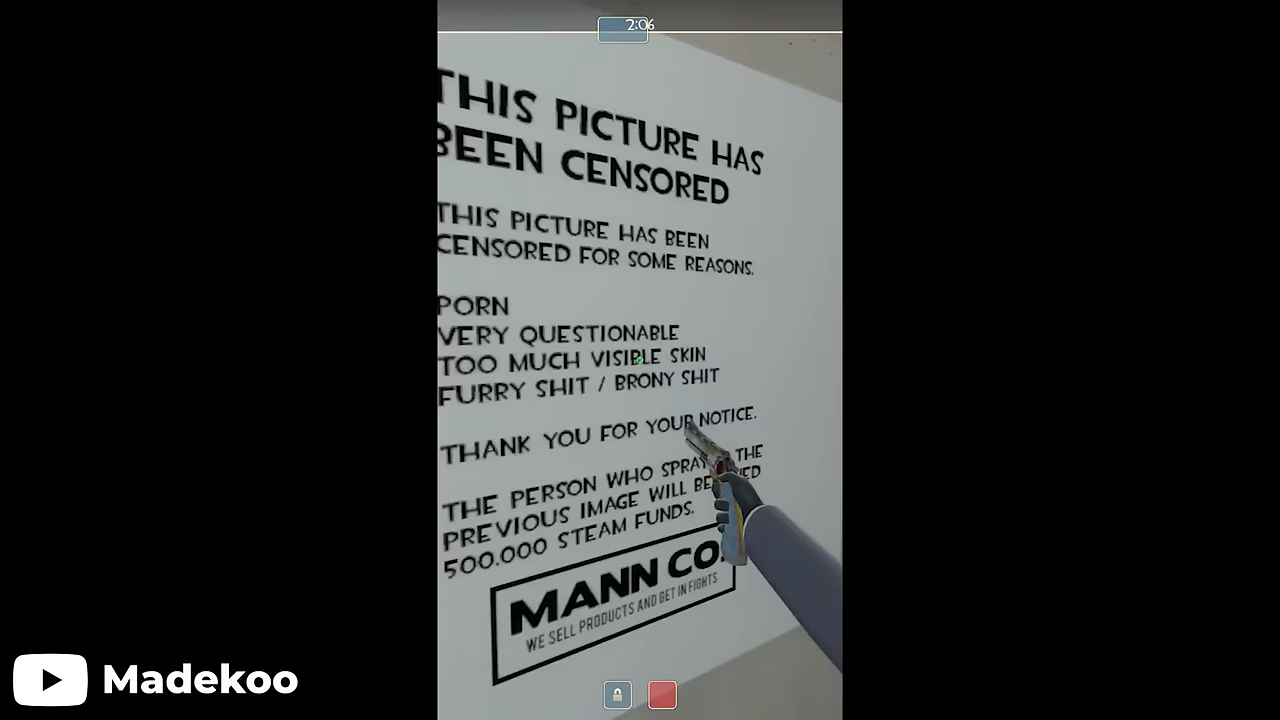 2:06
THIS PICTURE HAS
BEEN CENSORED
THIS PICTURE HAS BEEN
CENSORED FOR SOME REASONS.
PORN
VERY QUESTIONABLE
TOO MUCH VISIBLE SKIN
FURRY SHIT / BRONY SHIT
THANK YOU FOR YOUR NOTICE.
THE PERSON WHO THE
PREVIOUS IMAGE WILL
500.000 STEAM FUNDS.
MANN CO.
WE SELL PRODUCTS AND GET IN FIGHTS
Madekoo